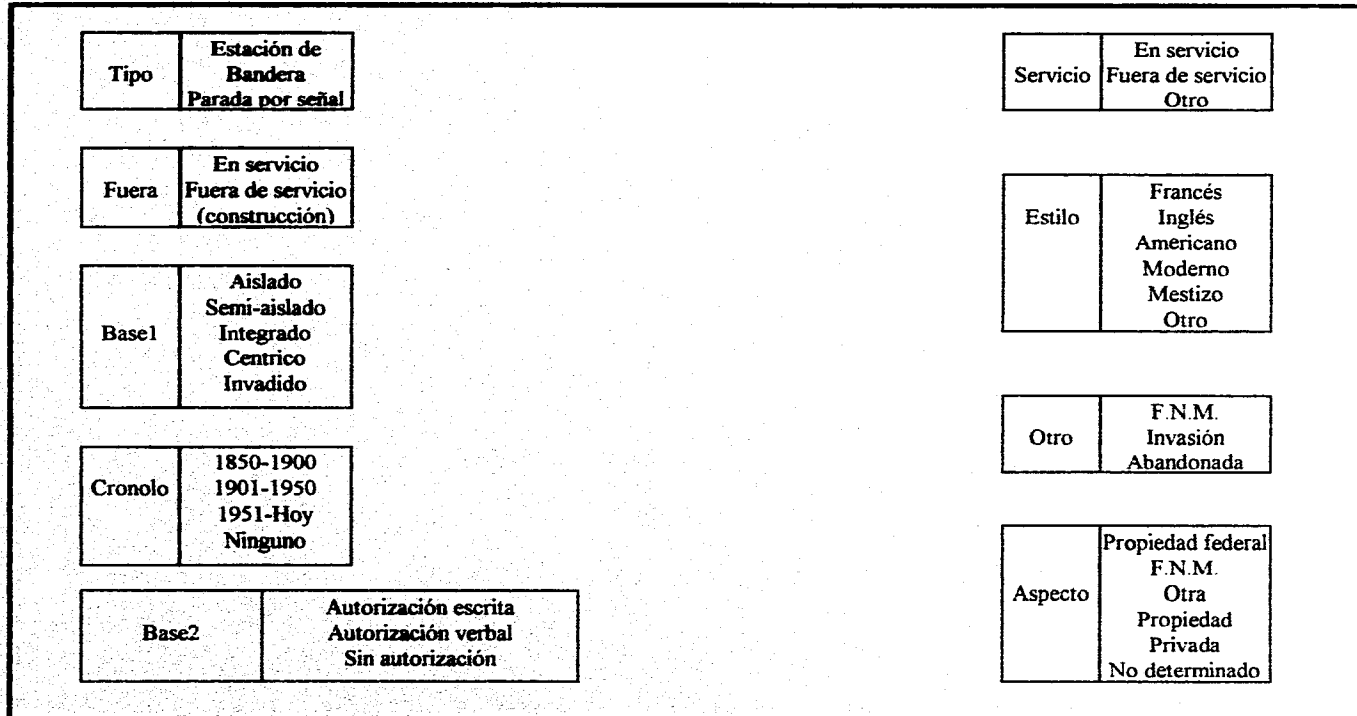 Tipo
Estación de
Bandera
Parada por señal
Fuera
En servicio
Fuera de servicio
(construcción)
Base1
Aislado
Semi-aislado
Integrado
Centrico
Invadido
Cronolo
1850-1900
1901-1950
1951-Hoy
Ninguno
Base2
Autorización escrita
Autorización verbal
Sin autorización
Servicio
En servicio
Fuera de servicio
Otro
Estilo
Francés
Inglés
Americano
Moderno
Mestizo
Otro
Otro
F.N.M.
Invasión
Abandonada
Aspecto
Propiedad federal
F.N.M.
Otra
Propiedad
Privada
No determinado